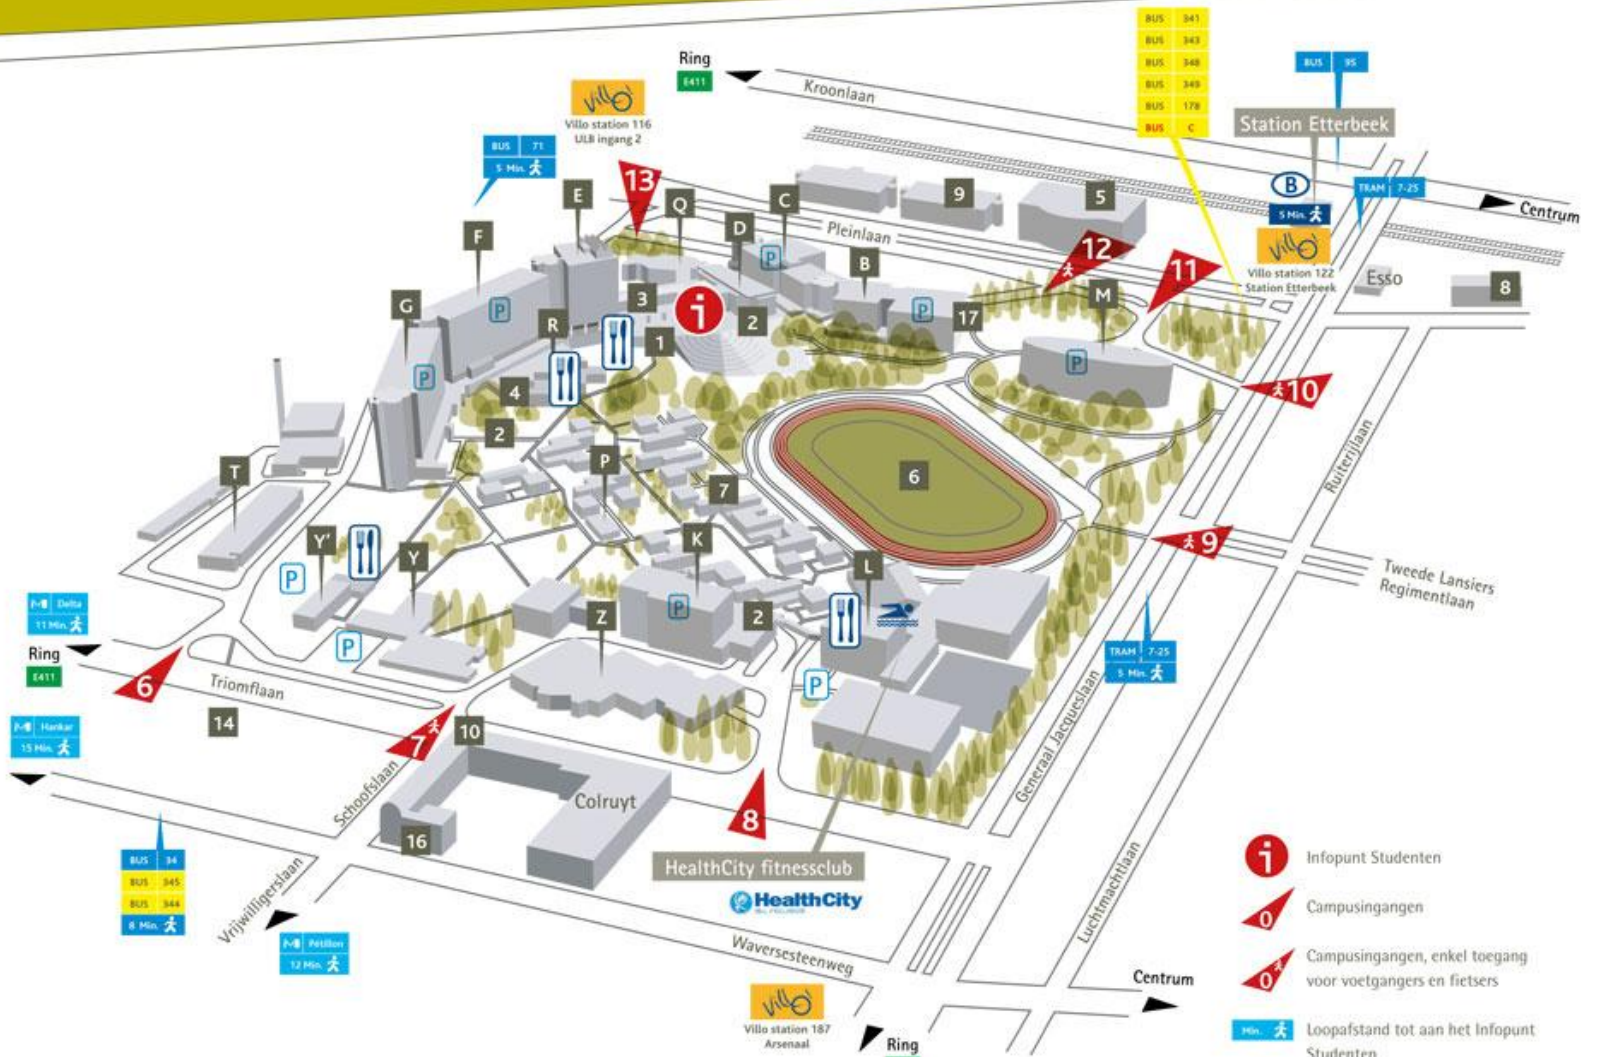 BUS 341
BUS 343
BUS 348
BUS 349
BUS 178
BUS C
Ring
E411
Kroonlaan
BUS 95
Station Etterbeek
Villo!
Villo station 116
ULB ingang 2
BUS 71
5 Min.
13
E
Q
C
D
F
9
5
B
5 Min.
TRAM 7-25
Centrum
Pleinlaan
P
B
12
11
Villo!
Villo station 122
Station Etterbeek
Esso
8
G
P
3
i
2
P
17
M
R
1
P
P
4
10
2
P
7
6
T
Ruiterijlaan
Y'
Y
K
9
L
P
Tweede Lansiers
Regimentlaan
Delta
11 Min.
Z
P
2
P
TRAM 7-25
5 Min.
Ring
E411
6
Triomflaan
P
14
Hankar
15 Min.
7
10
Schoofslaan
Colruyt
16
8
Generaal Jacqueslaan
HealthCity fitnessclub
HealthCity
BUS 34
BUS 345
BUS 344
8 Min.
Vrijwilligerslaan
Pétillon
12 Min.
Luchtmachtlaan
Waversesteenweg
Villo!
Villo station 187
Arsenaal
Ring
Centrum
i Infopunt Studenten
0 Campusingangen
0 Campusingangen, enkel toegang
voor voetgangers en fietsers
Min. Loopafstand tot aan het Infopunt
Studenten